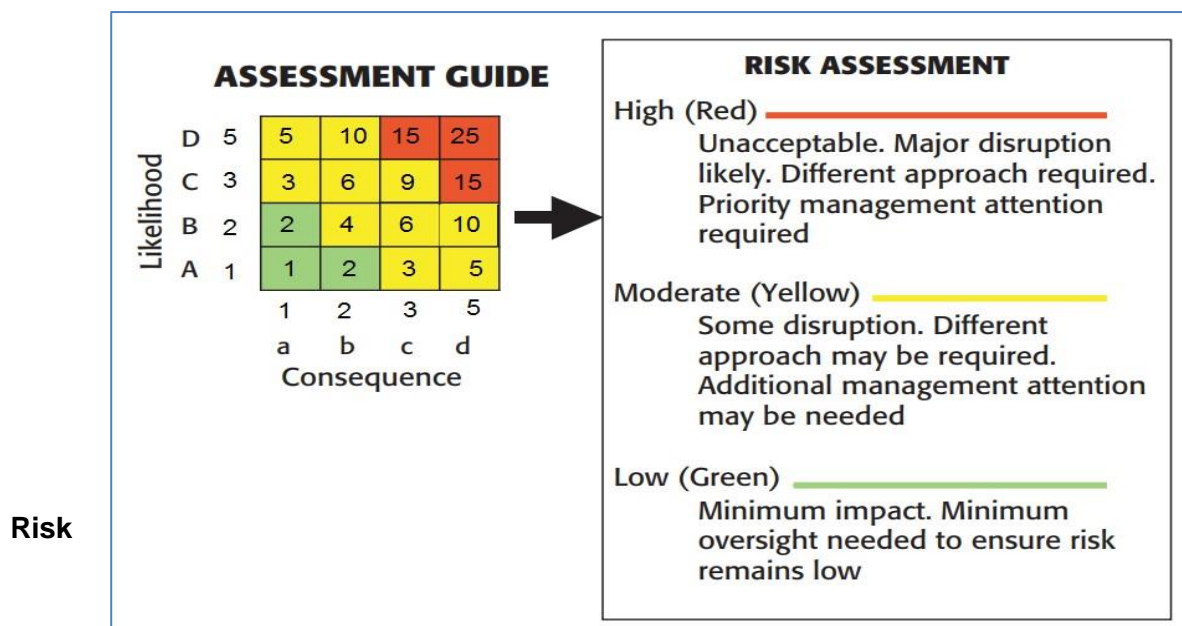 ASSESSMENT GUIDE
Likelihood
D 5 5 10 15 25
C 3 3 6 9 15
B 2 2 4 6 10
A 1 1 2 3 5
1 2 3 5
a b c d
Consequence
RISK ASSESSMENT
High (Red)
Unacceptable. Major disruption
likely. Different approach required.
Priority management attention
required
Moderate (Yellow)
Some disruption. Different
approach may be required.
Additional management attention
may be needed
Low (Green)
Minimum impact. Minimum
oversight needed to ensure risk
remains low
Risk